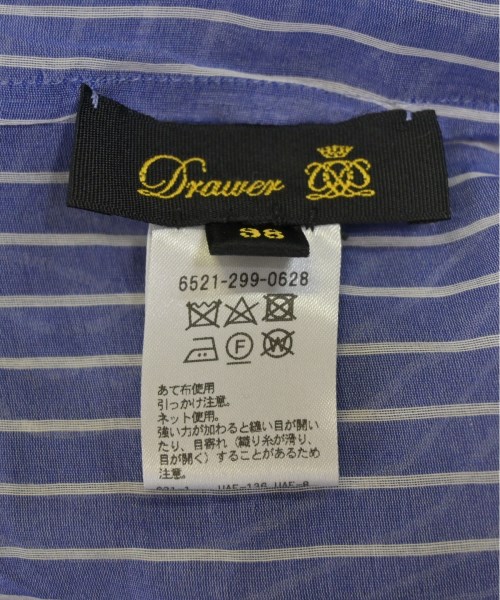 Drawer
38
6521-299-0628
F
W
あて布使用
引っかけ注意。
ネット使用。
強い力が加わると縫い目が開い
たり、目寄れ（織り糸が滑り、
目が開く）することがあるため
注意。